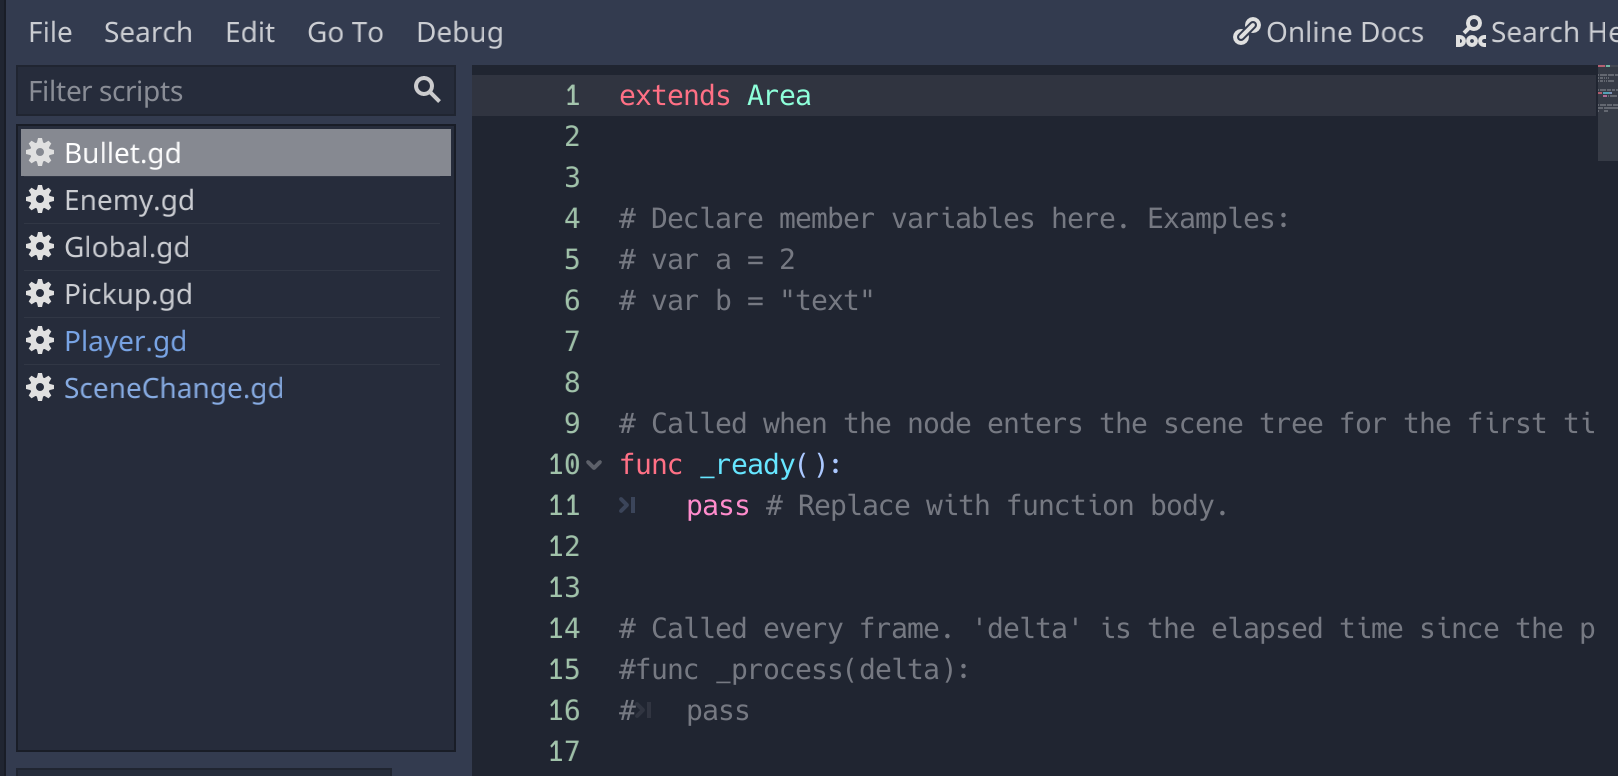 File Search Edit Go To Debug Online Docs Search He
Filter scripts
Bullet.gd
Enemy.gd
Global.gd
Pickup.gd
Player.gd
SceneChange.gd
1 extends Area
2
3
4 # Declare member variables here. Examples:
5 # var a = 2
6 # var b = "text"
7
8
9 # Called when the node enters the scene tree for the first ti
10 func _ready():
11 pass # Replace with function body.
12
13
14 # Called every frame. 'delta' is the elapsed time since the p
15 #func _process(delta):
16 # pass
17